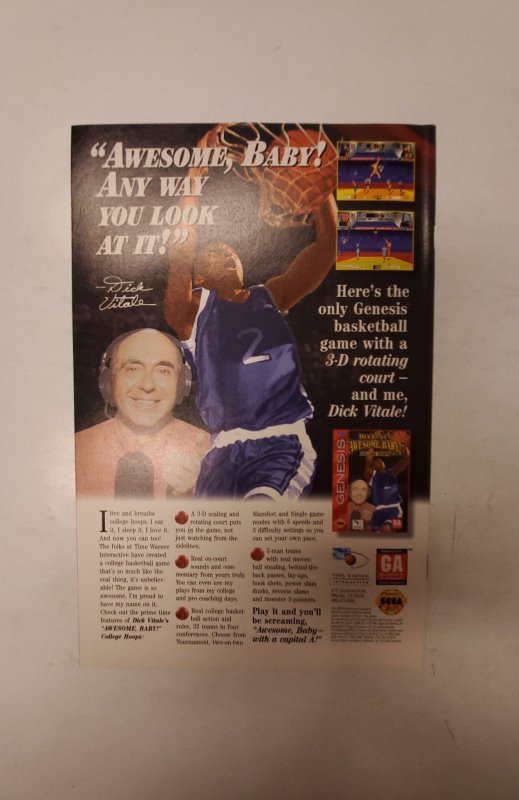 “AWESOME, BABY!
ANY WAY
YOU LOOK
AT IT!”
–Dick
Vitale
Here's the
only Genesis
basketball
game with a
3-D rotating
court –
and me,
Dick Vitale!
GENESIS
DICK VITALE'S
"AWESOME, BABY!"
COLLEGE HOOPS
I live and breathe
college hoops. I eat
it, I sleep it, I love it.
And now you can too!
The folks at Time Warner
Interactive have created
a college basketball game
that's so much like the
real thing, it's unbeliev-
able! The game is so
awesome, I'm proud to
have my name on it.
Check out the prime time
features of Dick Vitale's
"AWESOME, BABY!"
College Hoops:
A 3-D scaling and
rotating court puts
you in the game, not
just watching from the
sidelines.
Real on-court
sounds and com-
mentary from yours truly.
You can even use my
plays from my college
and pro coaching days.
Real college basket-
ball action and
rules, 32 teams in four
conferences. Choose from
Tournament, two-on-two
Slamfest and Single game
modes with 6 speeds and
3 difficulty settings so you
can set your own pace.
5-man teams
with real moves:
ball stealing, behind-the-
back passes, lay ups,
hook shots, power slam
dunks, reverse slams
and monster 3-pointers.
Play it and you'll
be screaming,
"Awesome, Baby–
with a capital A!"
TIME WARNER
INTERACTIVE
GA
SEGA